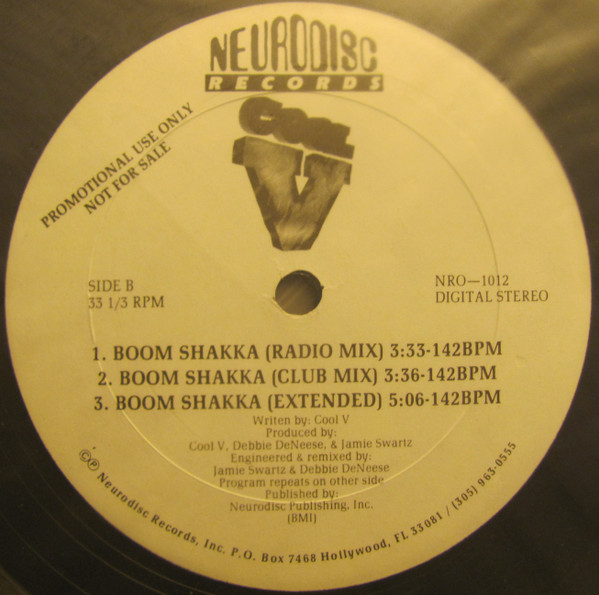 NEURODISC
RECORDS
COOL
V
PROMOTIONAL USE ONLY
NOT FOR SALE
SIDE B
33 1/3 RPM
NRO—1012
DIGITAL STEREO
1. BOOM SHAKKA (RADIO MIX) 3:33-142BPM
2. BOOM SHAKKA (CLUB MIX) 3:36-142BPM
3. BOOM SHAKKA (EXTENDED) 5:06-142BPM
Writen by: Cool V
Produced by:
Cool V, Debbie DeNeese, & Jamie Swartz
Engineered & remixed by:
Jamie Swartz & Debbie DeNeese
Program repeats on other side
Published by:
Neurodisc Publishing, Inc.
(BMI)
©℗ Neurodisc Records, Inc. P.O. Box 7468 Hollywood, FL 33081 / (305) 963-0555